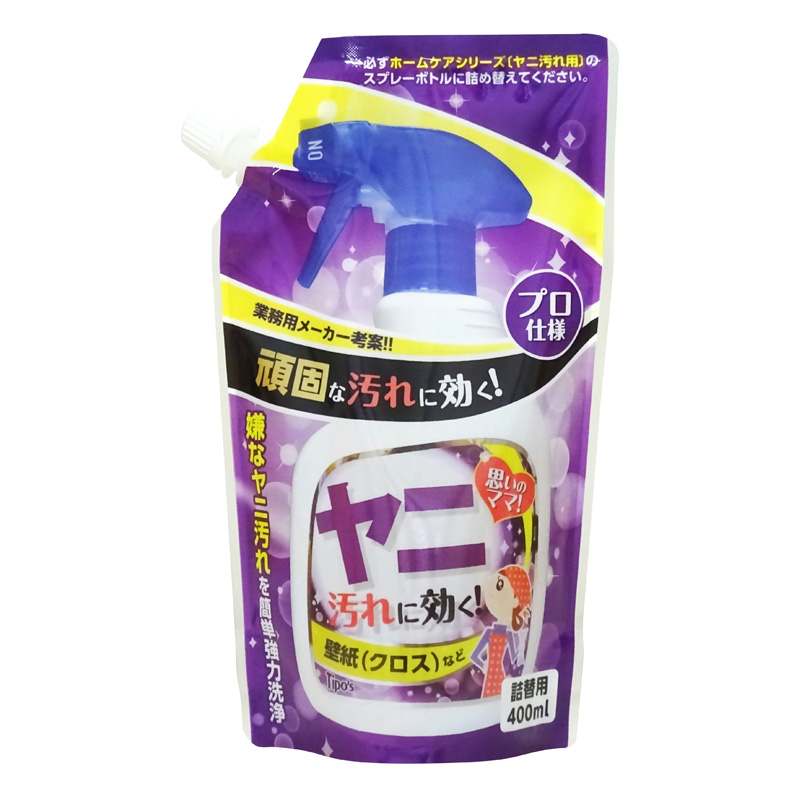 必ずホームケアシリーズ(ヤニ汚れ用)の
スプレーボトルに詰め替えてください。
NO
プロ
仕様
業務用メーカー考案!!
頑固な汚れに効く!
嫌なヤニ汚れを簡単、強力洗浄
思いの
ママ!
ヤニ
汚れに効く!
壁紙(クロス)など
Tipo's
詰替用
400ml